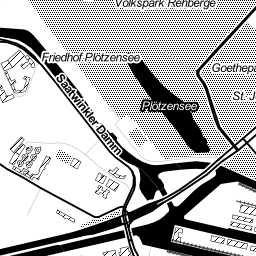 Volkspark Rehberge
Friedhof Plötzensee
Goethepa
Saatwinkler Damm
Plötzensee
St. J